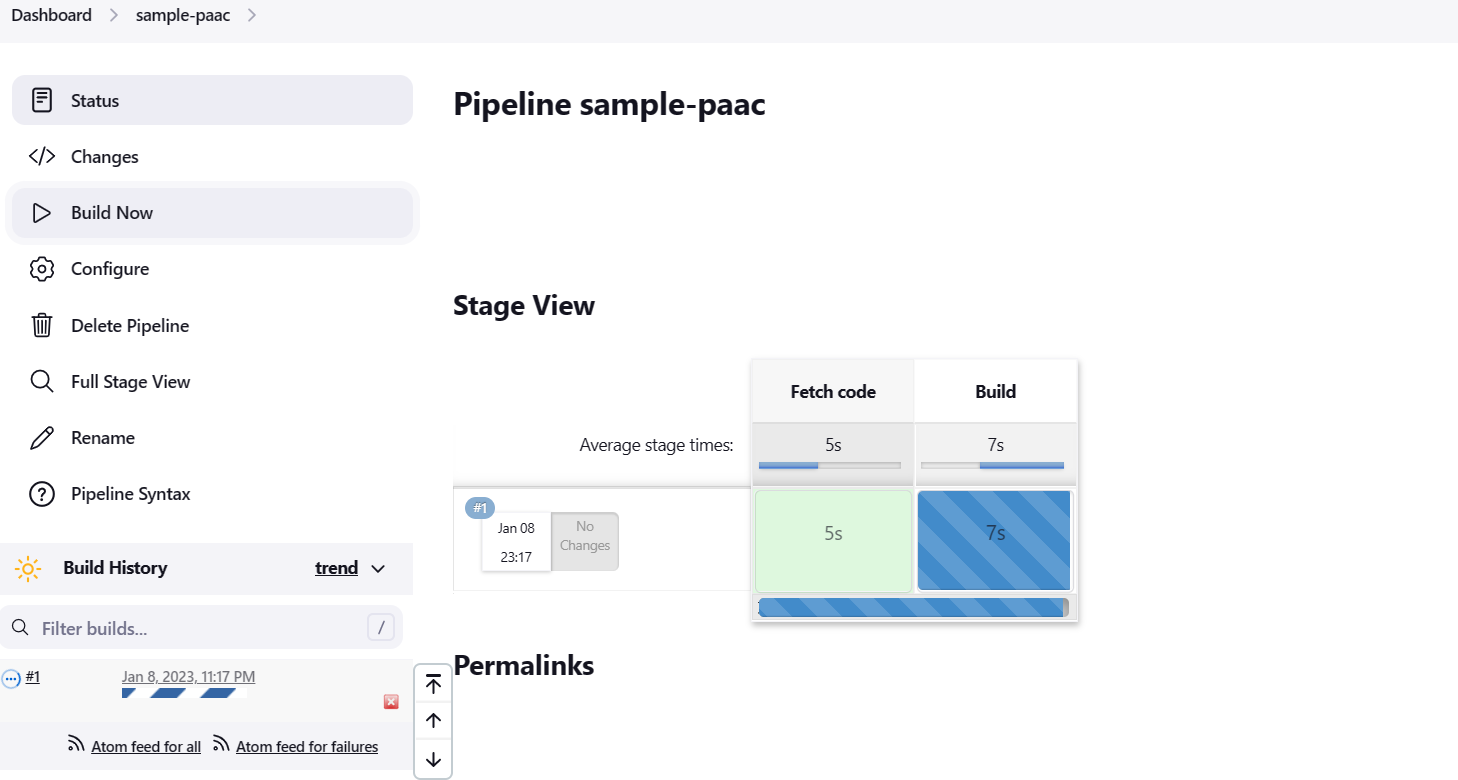 Dashboard sample-paac
Status
Changes
Build Now
Configure
Delete Pipeline
Full Stage View
Rename
Pipeline Syntax
Build History trend
Filter builds... /
#1 Jan 8, 2023, 11:17 PM
Atom feed for all Atom feed for failures
Pipeline sample-paac
Stage View
Fetch code Build
Average stage times: 5s 7s
#1
Jan 08
23:17
No
Changes
5s 7s
Permalinks